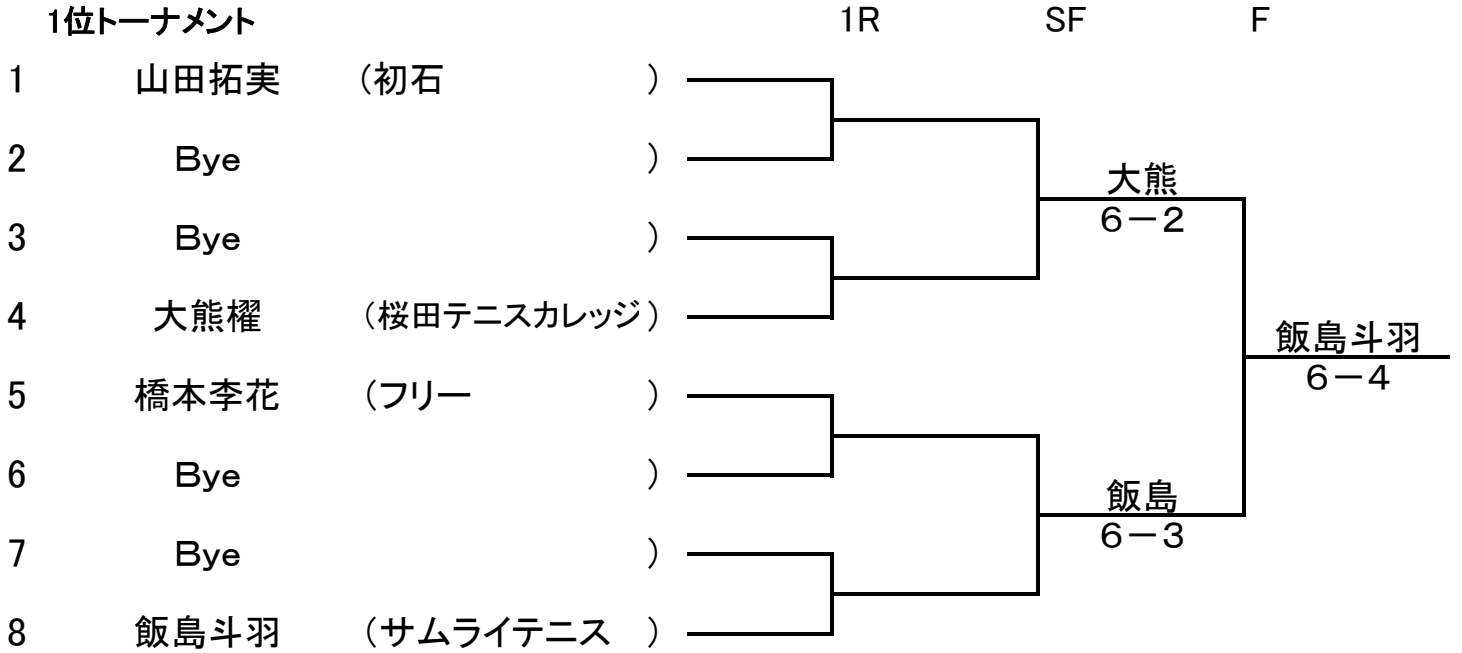 1位トーナメント 1R SF F
1 山田拓実 （初石 ）
2 Bye ）
大熊
6－2
3 Bye ）
4 大熊櫂 （桜田テニスカレッジ ）
飯島斗羽
6－4
5 橋本李花 （フリー ）
6 Bye ）
飯島
6－3
7 Bye ）
8 飯島斗羽 （サムライテニス ）